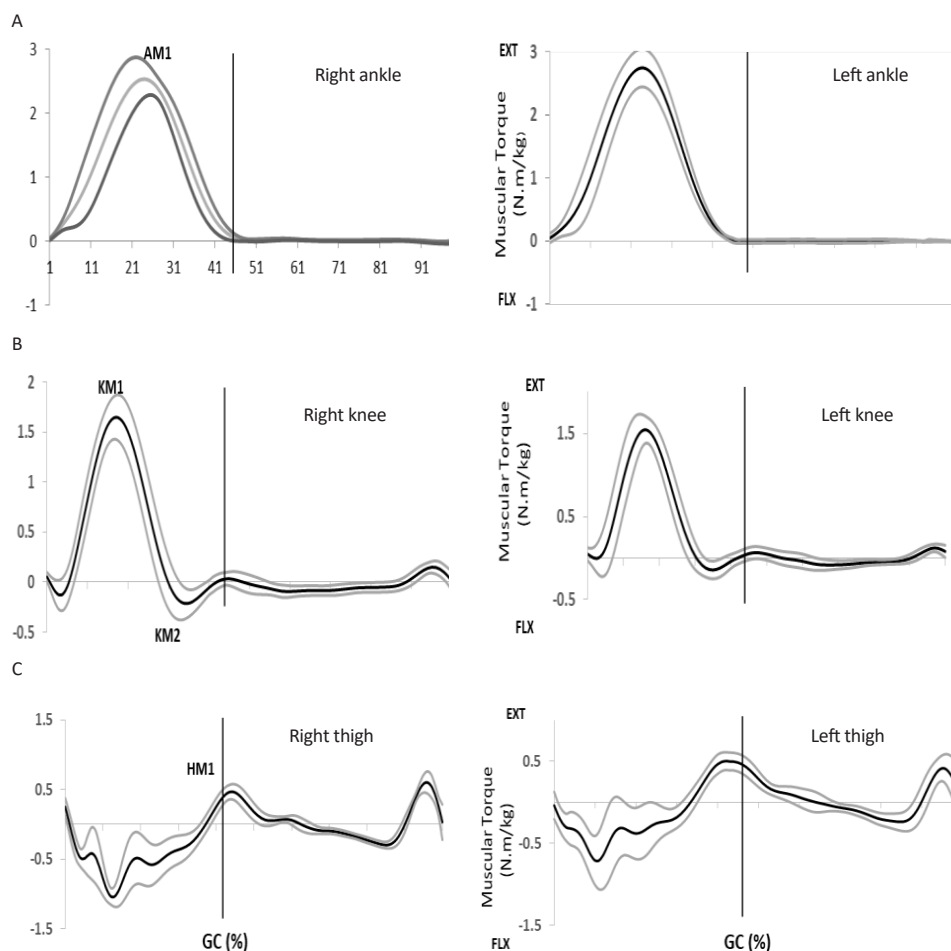 A
3
2
1
0
-1
AM1
Right ankle
1 11 21 31 41 51 61 71 81 91
EXT
3
2
1
0
-1
FLX
Muscular Torque
(N.m/kg)
Left ankle
B
2
1.5
1
0.5
0
-0.5
KM1
KM2
Right knee
EXT
1.5
0.5
-0.5
FLX
Muscular Torque
(N.m/kg)
Left knee
C
1.5
0.5
-0.5
-1.5
HM1
Right thigh
GC (%)
EXT
0.5
-0.5
-1.5
FLX
Muscular Torque
(N.m/kg)
Left thigh
GC (%)